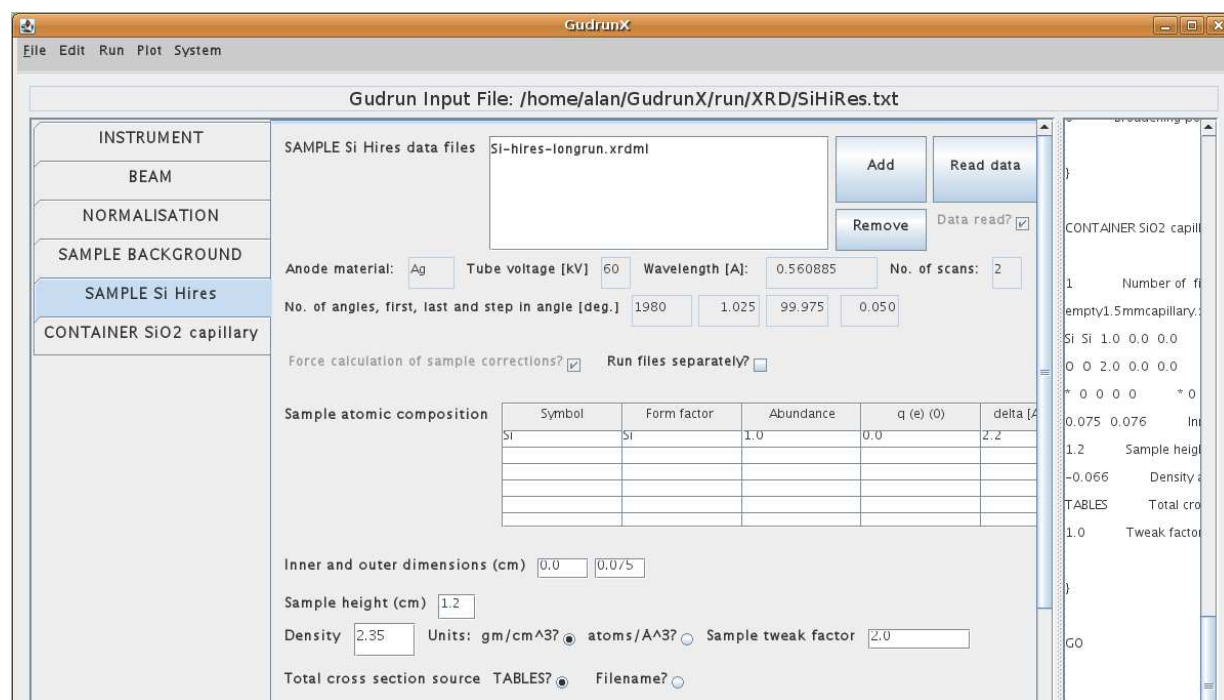 GudrunX
File Edit Run Plot System
Gudrun Input File: /home/alan/GudrunX/run/XRD/SiHiRes.txt
INSTRUMENT
BEAM
NORMALISATION
SAMPLE BACKGROUND
SAMPLE Si Hires
CONTAINER SiO2 capillary
SAMPLE Si Hires data files
Si-hires-longrun.xrdml
Add
Read data
Remove
Data read?
Anode material: Ag Tube voltage [kV] 60 Wavelength [A]: 0.560885 No. of scans: 2
No. of angles, first, last and step in angle [deg.] 1980 1.025 99.975 0.050
Force calculation of sample corrections? Run files separately?
Sample atomic composition
Symbol Form factor Abundance q (e) (0) delta [A
Si Si 1.0 0.0 2.2
Inner and outer dimensions (cm) 0.0 0.075
Sample height (cm) 1.2
Density 2.35 Units: gm/cm^3? atoms/A^3? Sample tweak factor 2.0
Total cross section source TABLES? Filename?
}
CONTAINER SiO2 capill
1 Number of fi
empty1.5mmcapillary.
Si Si 1.0 0.0 0.0
O O 2.0 0.0 0.0
* 0 0 0 0 * 0
0.075 0.076 Inn
1.2 Sample heigl
-0.066 Density a
TABLES Total cro
1.0 Tweak factor
}
GO